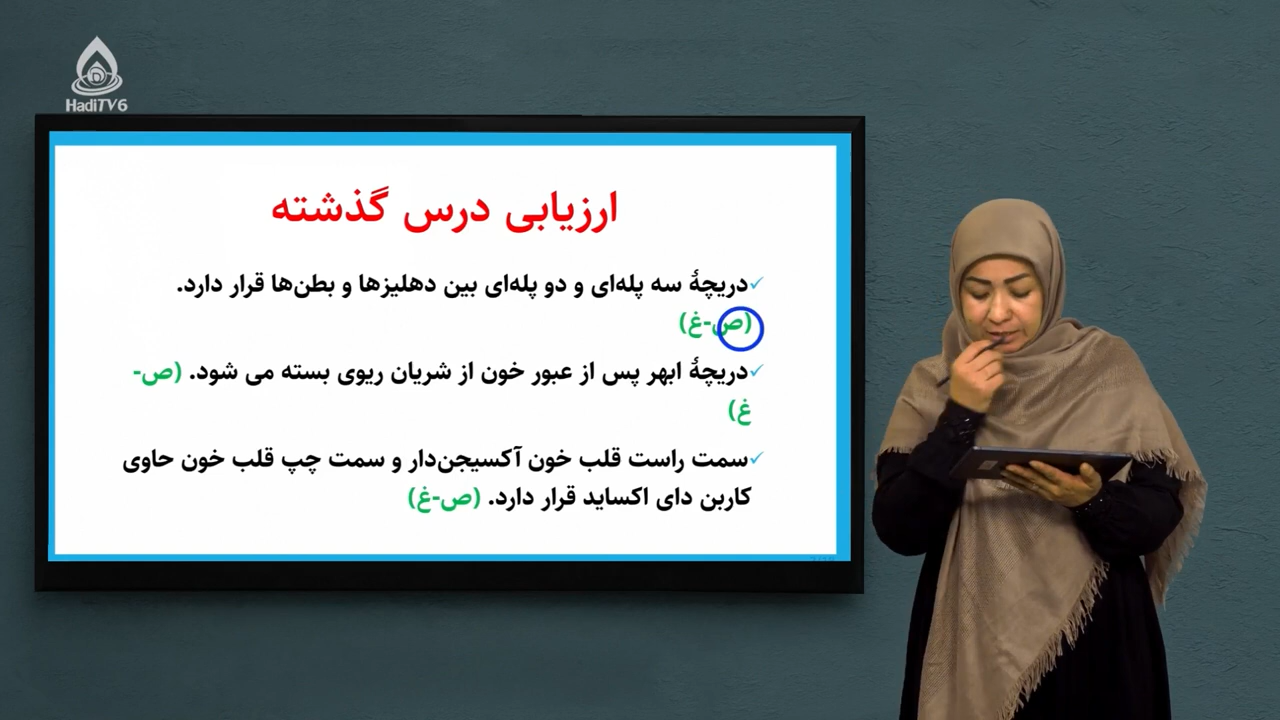 HadiTV6
ارزیابی درس گذشته
دریچهٔ سه پله‌ای و دو پله‌ای بین دهلیزها و بطن‌ها قرار دارد.
(ص-غ)
دریچهٔ ابهر پس از عبور خون از شریان ریوی بسته می شود. (ص-
غ)
سمت راست قلب خون آکسیجن‌دار و سمت چپ قلب خون حاوی
کاربن دای اکساید قرار دارد. (ص-غ)